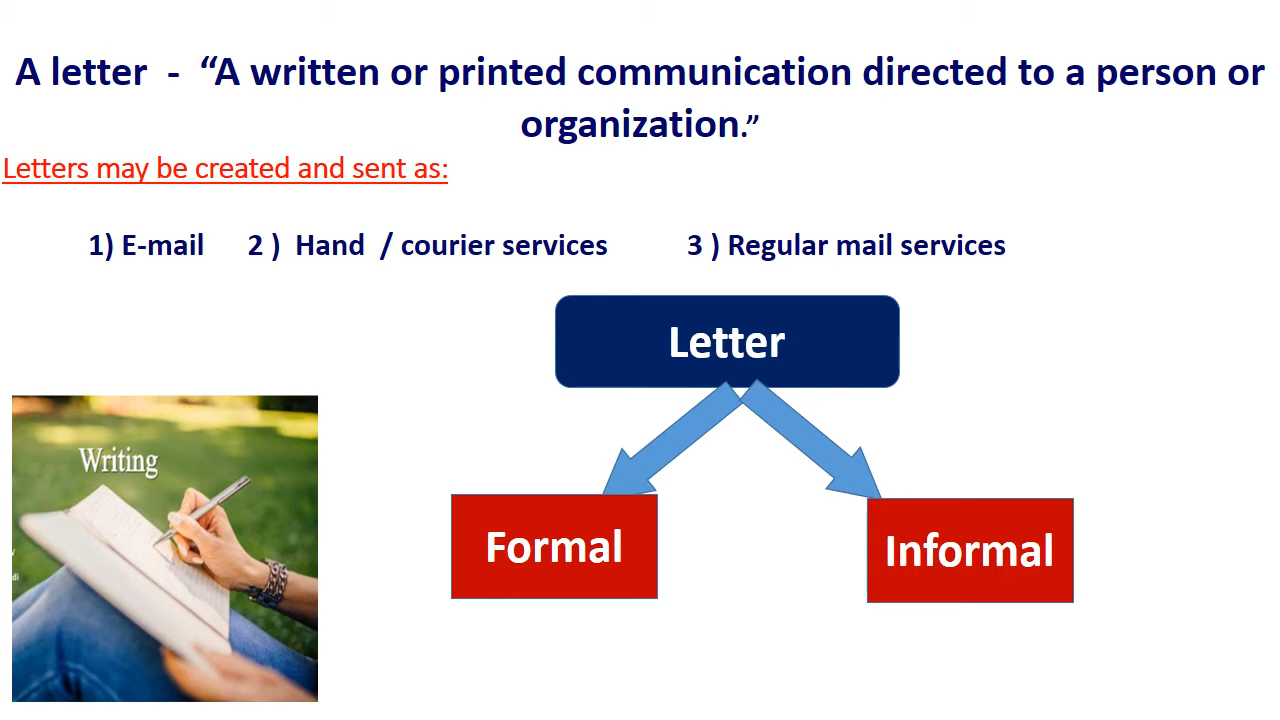 A letter - “A written or printed communication directed to a person or
organization.”
Letters may be created and sent as:
1) E-mail 2 ) Hand / courier services 3 ) Regular mail services
Letter
Writing
Formal
Informal